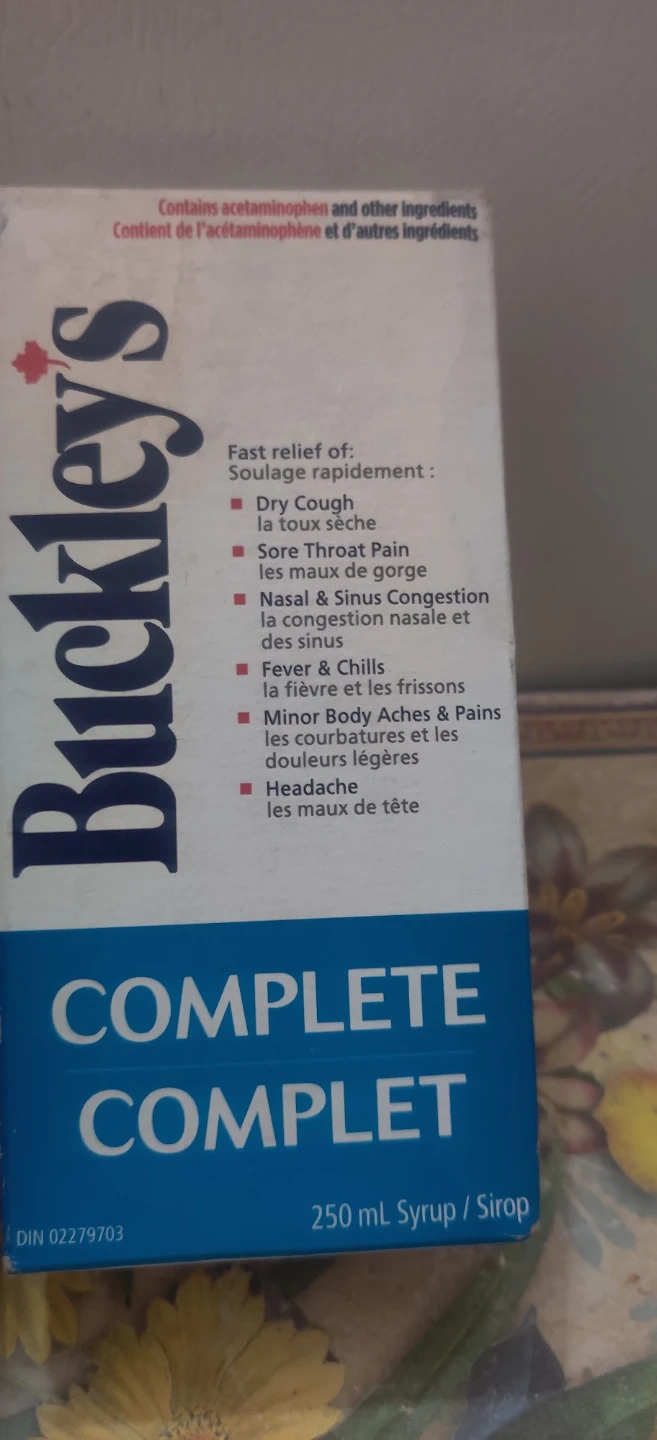 Contains acetaminophen and other ingredients
Contient de l'acétaminophène et d'autres ingrédients
Buckley's
Fast relief of:
Soulage rapidement :
Dry Cough
la toux sèche
Sore Throat Pain
les maux de gorge
Nasal & Sinus Congestion
la congestion nasale et
des sinus
Fever & Chills
la fièvre et les frissons
Minor Body Aches & Pains
les courbatures et les
douleurs légères
Headache
les maux de tête
COMPLETE
COMPLET
250 mL Syrup / Sirop
DIN 02279703